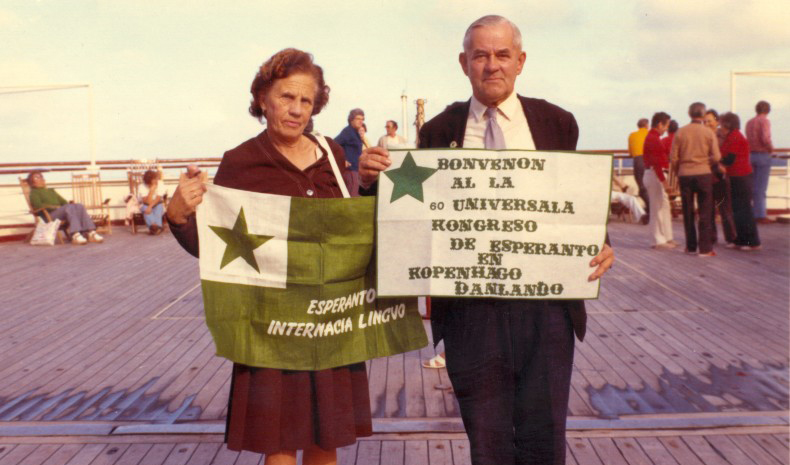 ESPERANTO
INTERNACIA LINGVO
BONVENON
AL LA
60 UNIVERSALA
KONGRESO
DE ESPERANTO
EN
KOPENHAGO
DANLANDO